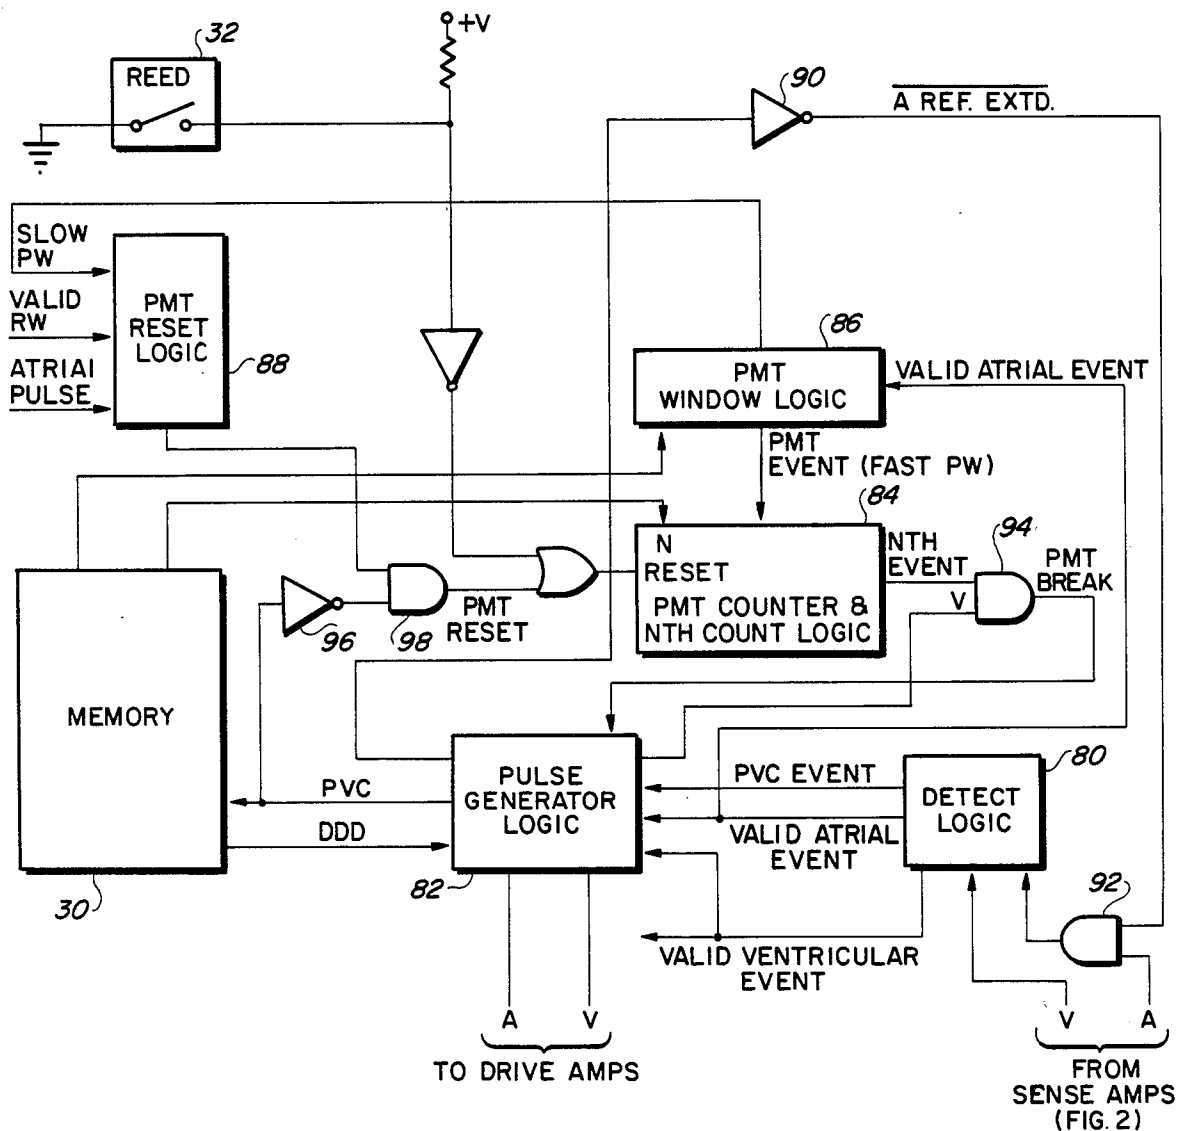 32
+V
REED
90
A REF. EXTD.
SLOW
PW
VALID
RW
ATRIAI
PULSE
PMT
RESET
LOGIC
88
86
PMT
WINDOW LOGIC
VALID ATRIAL EVENT
PMT
EVENT (FAST PW)
84
N
RESET
PMT COUNTER &
NTH COUNT LOGIC
NTH
EVENT
V
94
PMT
BREAK
96
98
PMT
RESET
MEMORY
30
PVC
DDD
PULSE
GENERATOR
LOGIC
82
PVC EVENT
VALID ATRIAL
EVENT
VALID VENTRICULAR
EVENT
DETECT
LOGIC
80
92
A V
TO DRIVE AMPS
V A
FROM
SENSE AMPS
(FIG. 2)